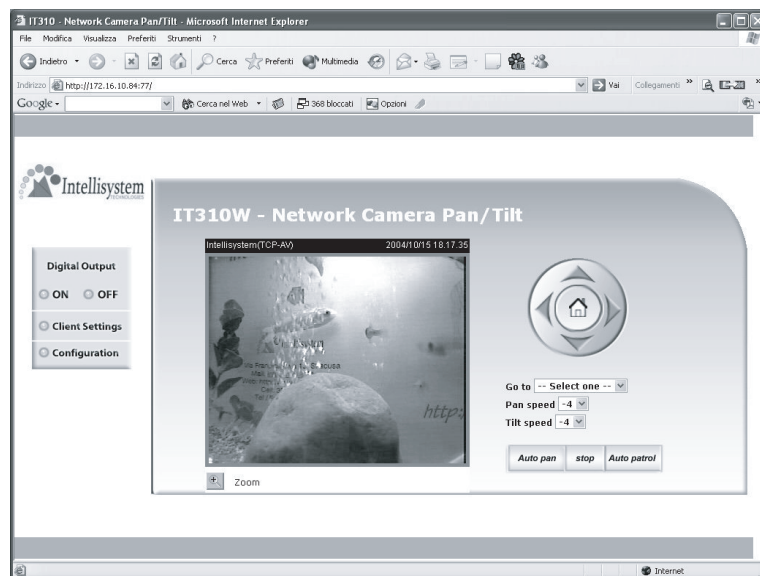 IT310 - Network Camera Pan/Tilt - Microsoft Internet Explorer
File Modifica Visualizza Preferiti Strumenti ?
Indietro Cerca Preferiti Multimedia
Indirizzo http://172.16.10.84:77/ Vai Collegamenti »
Google Cerca nel Web 368 bloccati Opzioni
Intellisystem
TECHNOLOGIES
IT310W - Network Camera Pan/Tilt
Intellisystem(TCP-AV) 2004/10/15 18.17.35
Digital Output
ON OFF
Client Settings
Configuration
http:
Zoom
Go to -- Select one --
Pan speed -4
Tilt speed -4
Auto pan stop Auto patrol
Internet